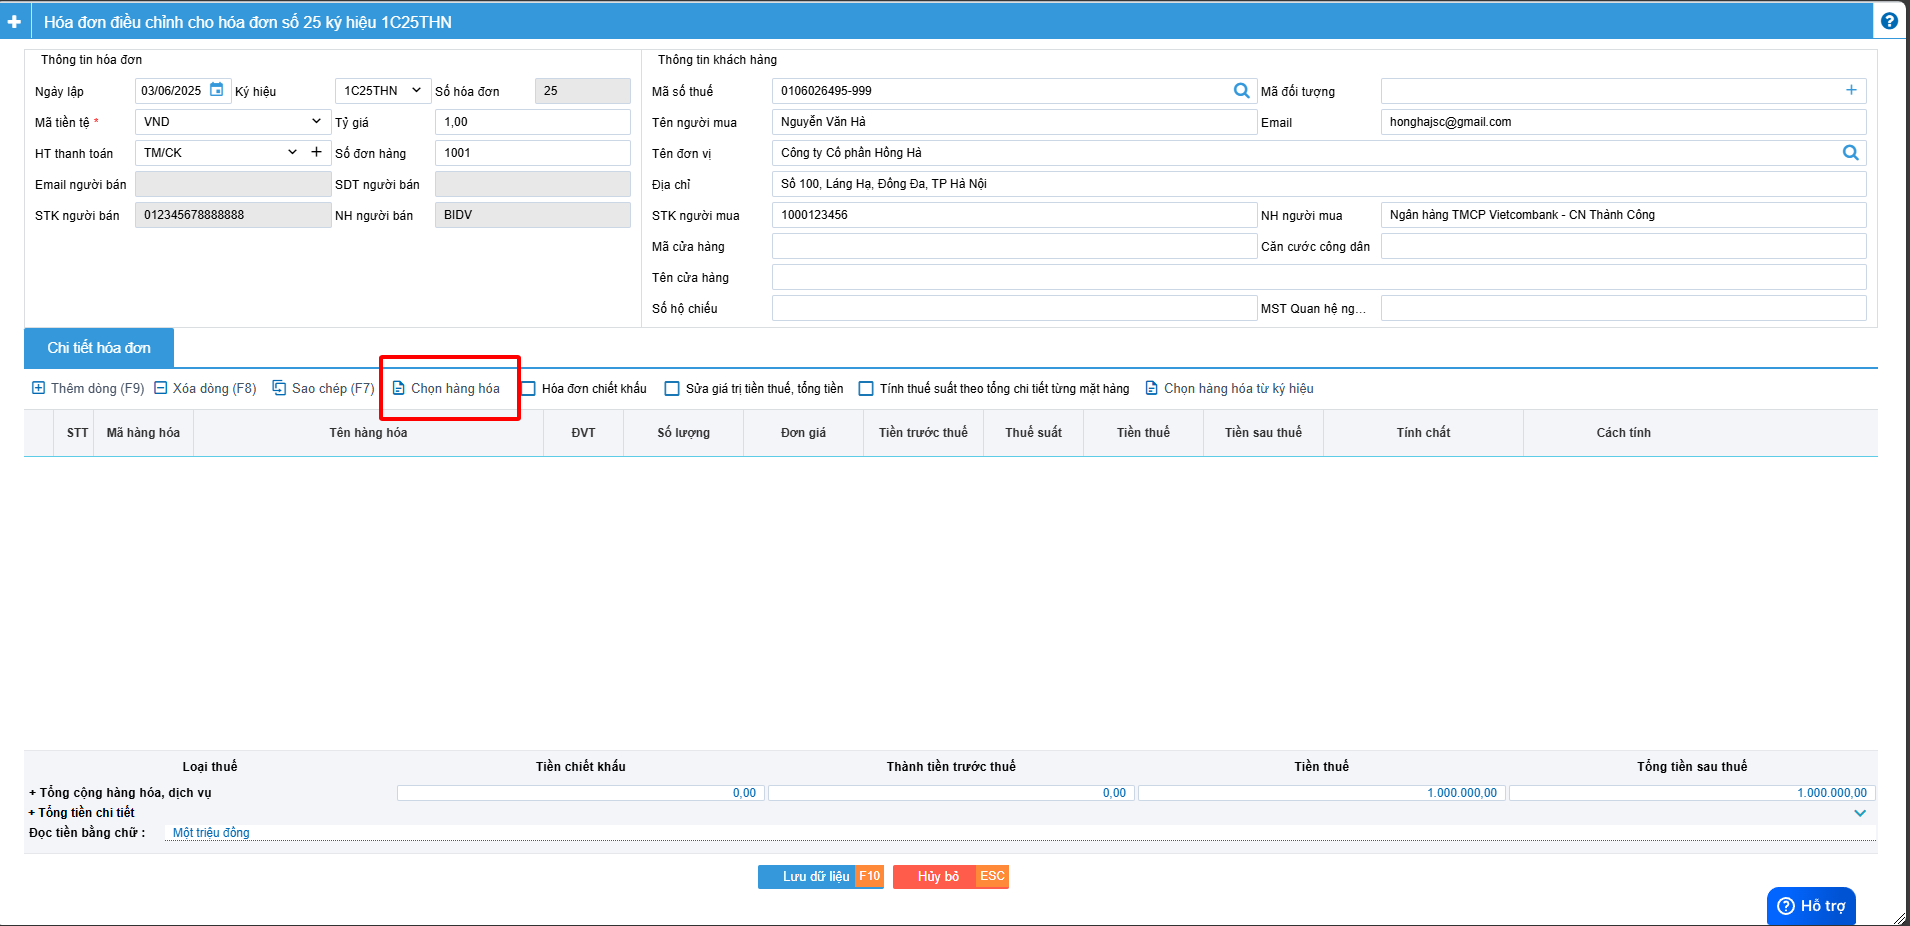 Hóa đơn điều chỉnh cho hóa đơn số 25 ký hiệu 1C25THN
Thông tin hóa đơn
Ngày lập 03/06/2025 Ký hiệu 1C25THN Số hóa đơn 25
Mã tiền tệ * VND Tỷ giá 1,00
HT thanh toán TM/CK Số đơn hàng 1001
Email người bán SDT người bán
STK người bán 012345678888888 NH người bán BIDV
Thông tin khách hàng
Mã số thuế 0106026495-999 Mã đối tượng
Tên người mua Nguyễn Văn Hà Email honghajsc@gmail.com
Tên đơn vị Công ty Cổ phần Hồng Hà
Địa chỉ Số 100, Láng Hạ, Đống Đa, TP Hà Nội
STK người mua 1000123456 NH người mua Ngân hàng TMCP Vietcombank - CN Thành Công
Mã cửa hàng Căn cước công dân
Tên cửa hàng
Số hộ chiếu MST Quan hệ ng...
Chi tiết hóa đơn
Thêm dòng (F9) Xóa dòng (F8) Sao chép (F7) Chọn hàng hóa Hóa đơn chiết khấu Sửa giá trị tiền thuế, tổng tiền Tính thuế suất theo tổng chi tiết từng mặt hàng Chọn hàng hóa từ ký hiệu
STT Mã hàng hóa Tên hàng hóa ĐVT Số lượng Đơn giá Tiền trước thuế Thuế suất Tiền thuế Tiền sau thuế Tính chất Cách tính
Loại thuế Tiền chiết khấu Thành tiền trước thuế Tiền thuế Tổng tiền sau thuế
+ Tổng cộng hàng hóa, dịch vụ 0,00 0,00 1.000.000,00 1.000.000,00
+ Tổng tiền chi tiết
Đọc tiền bằng chữ : Một triệu đồng
Lưu dữ liệu F10 Hủy bỏ ESC
Hỗ trợ